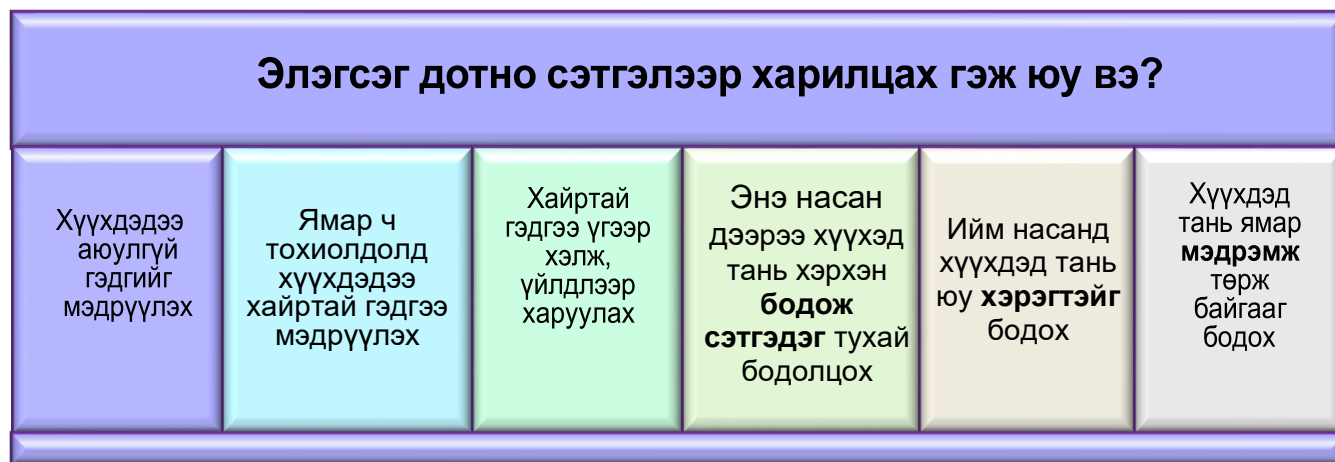 Элэгсэг дотно сэтгэлээр харилцах гэж юу вэ?
Хүүхдэдээ
аюулгүй
гэдгийг
мэдрүүлэх
Ямар ч
тохиолдолд
хүүхдэдээ
хайртай гэдгээ
мэдрүүлэх
Хайртай
гэдгээ үгээр
хэлж,
үйлдлээр
харуулах
Энэ насан
дээрээ хүүхэд
тань хэрхэн
бодож
сэтгэдэг тухай
бодолцох
Ийм насанд
хүүхдэд тань
юу хэрэгтэйг
бодох
Хүүхдэд
тань ямар
мэдрэмж
төрж
байгааг
бодох